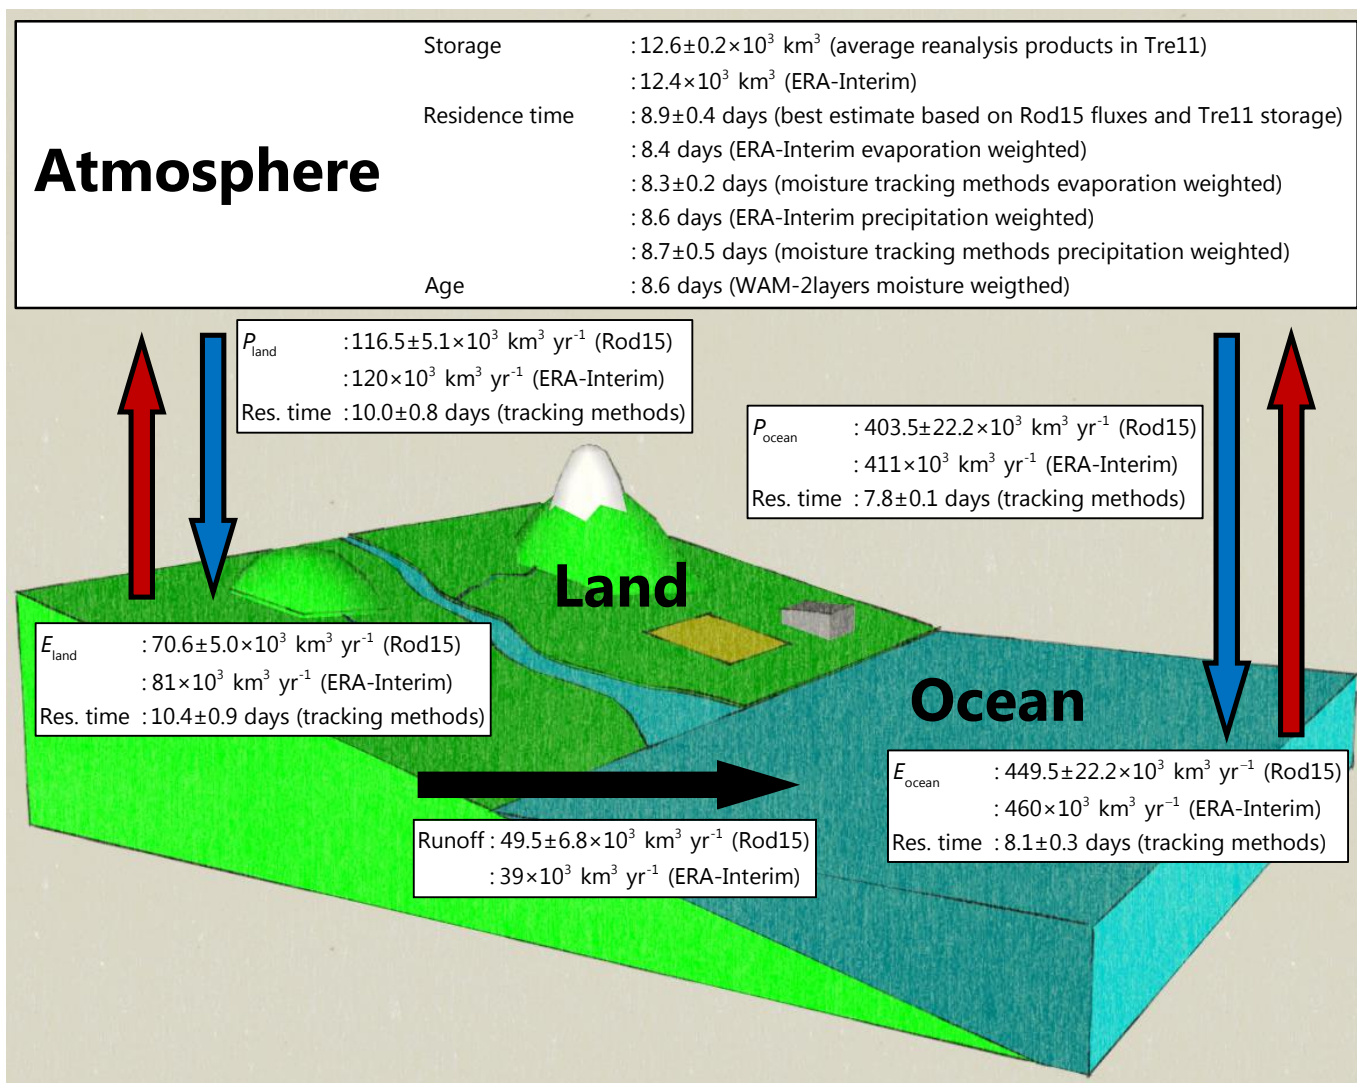 Atmosphere
Storage : 12.6±0.2×10³ km³ (average reanalysis products in Tre11)
: 12.4×10³ km³ (ERA-Interim)
Residence time : 8.9±0.4 days (best estimate based on Rod15 fluxes and Tre11 storage)
: 8.4 days (ERA-Interim evaporation weighted)
: 8.3±0.2 days (moisture tracking methods evaporation weighted)
: 8.6 days (ERA-Interim precipitation weighted)
: 8.7±0.5 days (moisture tracking methods precipitation weighted)
Age : 8.6 days (WAM-2layers moisture weigthed)
P land : 116.5±5.1×10³ km³ yr⁻¹ (Rod15)
: 120×10³ km³ yr⁻¹ (ERA-Interim)
Res. time : 10.0±0.8 days (tracking methods)
P ocean : 403.5±22.2×10³ km³ yr⁻¹ (Rod15)
: 411×10³ km³ yr⁻¹ (ERA-Interim)
Res. time : 7.8±0.1 days (tracking methods)
Land
E land : 70.6±5.0×10³ km³ yr⁻¹ (Rod15)
: 81×10³ km³ yr⁻¹ (ERA-Interim)
Res. time : 10.4±0.9 days (tracking methods)
Ocean
E ocean : 449.5±22.2×10³ km³ yr⁻¹ (Rod15)
: 460×10³ km³ yr⁻¹ (ERA-Interim)
Res. time : 8.1±0.3 days (tracking methods)
Runoff : 49.5±6.8×10³ km³ yr⁻¹ (Rod15)
: 39×10³ km³ yr⁻¹ (ERA-Interim)